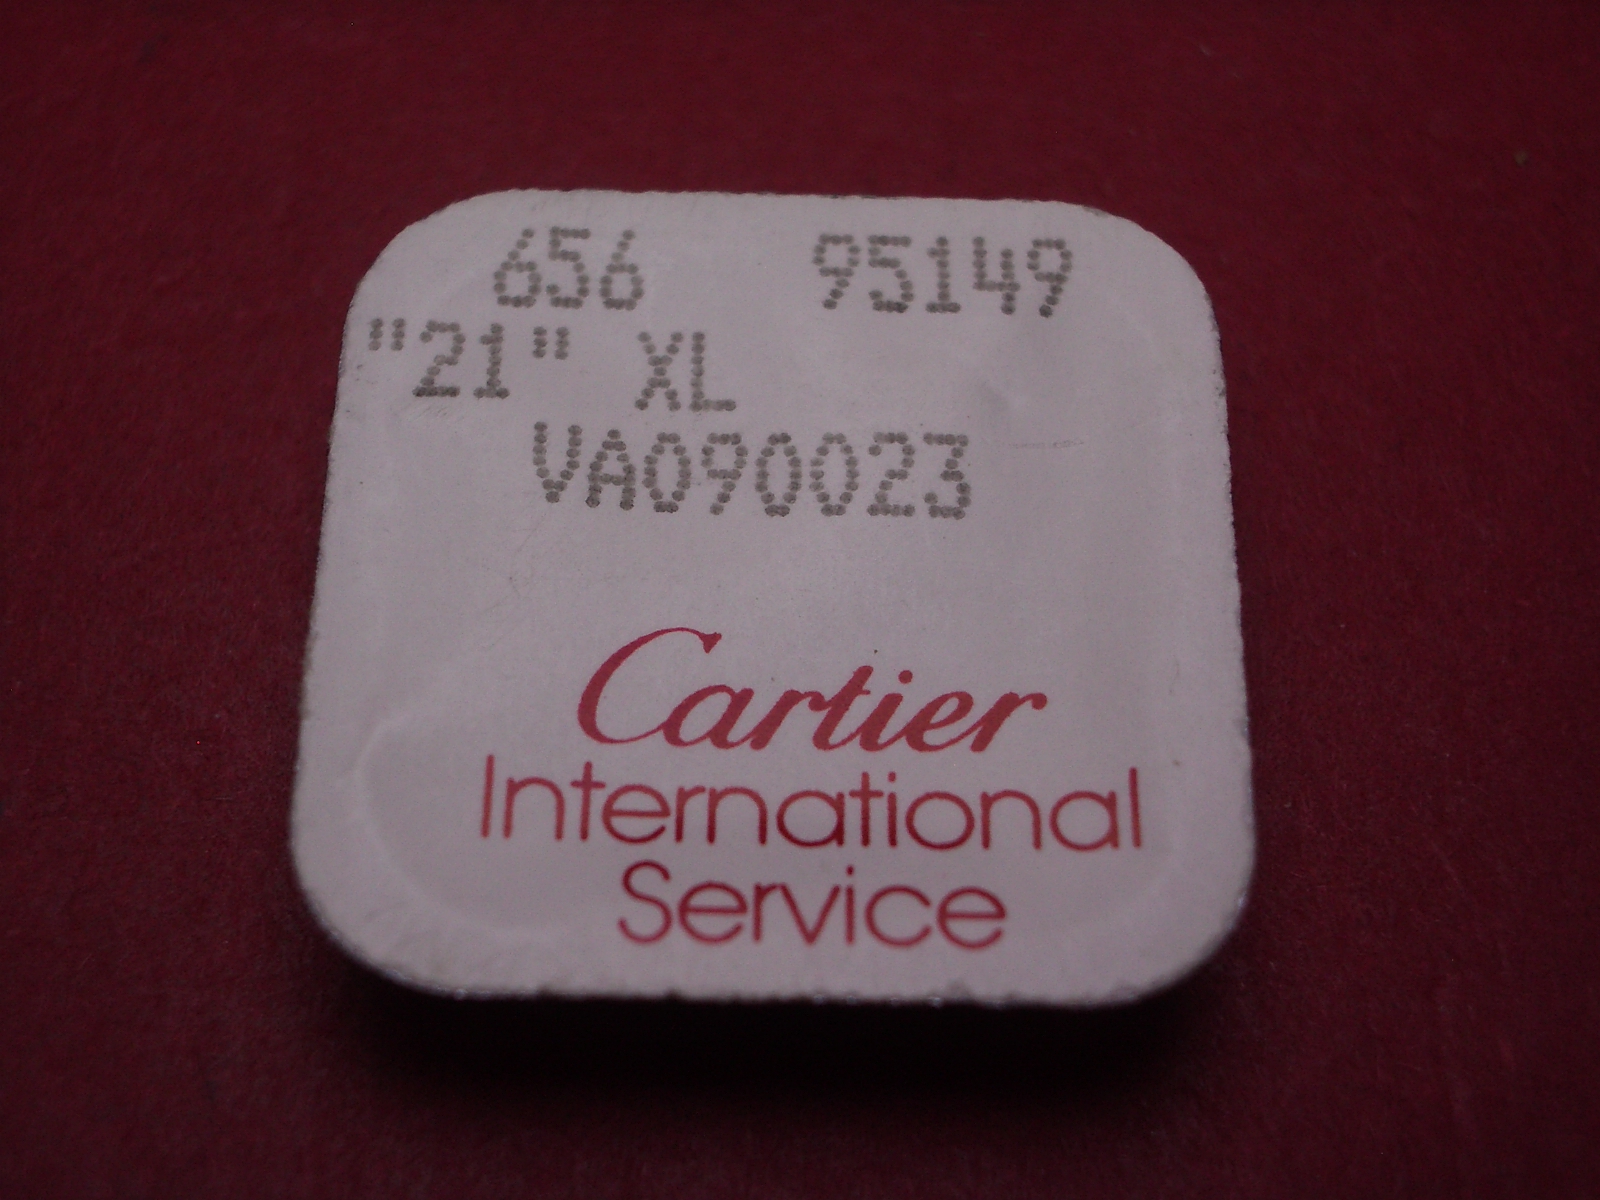 656 95149
"21" XL
VA090023
Cartier
International
Service